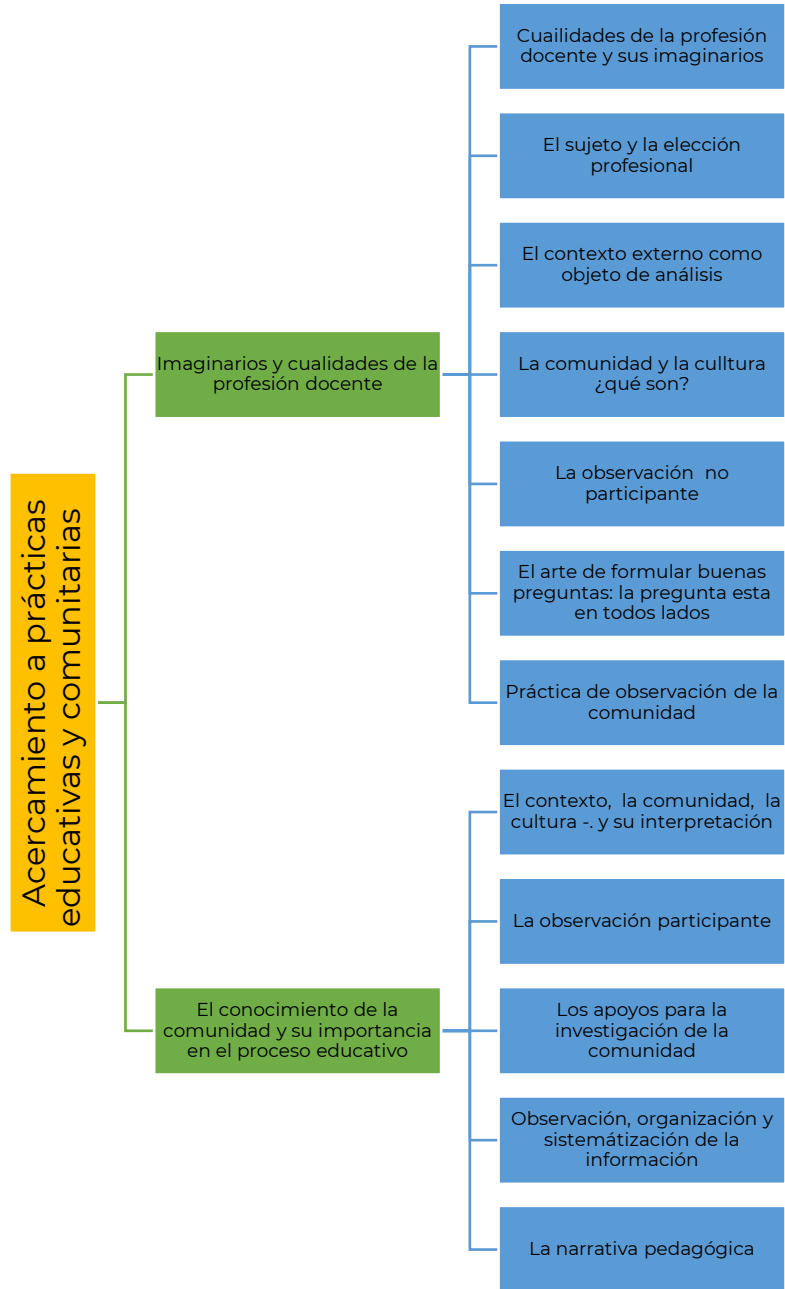 Acercamiento a prácticas
educativas y comunitarias
Imaginarios y cualidades de la
profesión docente
Cuailidades de la profesión
docente y sus imaginarios
El sujeto y la elección
profesional
El contexto externo como
objeto de análisis
La comunidad y la culltura
¿qué son?
La observación  no
participante
El arte de formular buenas
preguntas: la pregunta esta
en todos lados
Práctica de observación de la
comunidad
El conocimiento de la
comunidad y su importancia
en el proceso educativo
El contexto,  la comunidad,  la
cultura -. y su interpretación
La observación participante
Los apoyos para la
investigación de la
comunidad
Observación, organización y
sistemátización de la
información
La narrativa pedagógica